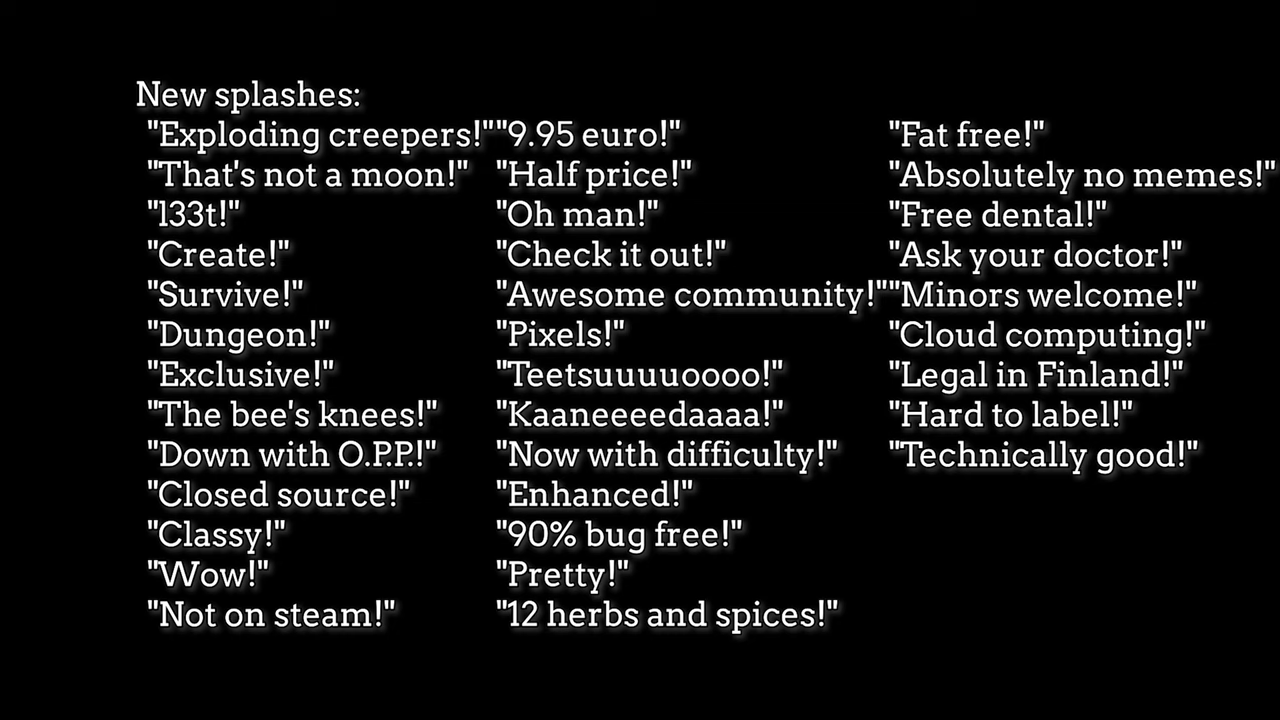 New splashes:
"Exploding creepers!"
"That's not a moon!"
"l33t!"
"Create!"
"Survive!"
"Dungeon!"
"Exclusive!"
"The bee's knees!"
"Down with O.P.P.!"
"Closed source!"
"Classy!"
"Wow!"
"Not on steam!"
"9.95 euro!"
"Half price!"
"Oh man!"
"Check it out!"
"Awesome community!"
"Pixels!"
"Teetsuuuuoooo!"
"Kaaneeeedaaaa!"
"Now with difficulty!"
"Enhanced!"
"90% bug free!"
"Pretty!"
"12 herbs and spices!"
"Fat free!"
"Absolutely no memes!"
"Free dental!"
"Ask your doctor!"
"Minors welcome!"
"Cloud computing!"
"Legal in Finland!"
"Hard to label!"
"Technically good!"